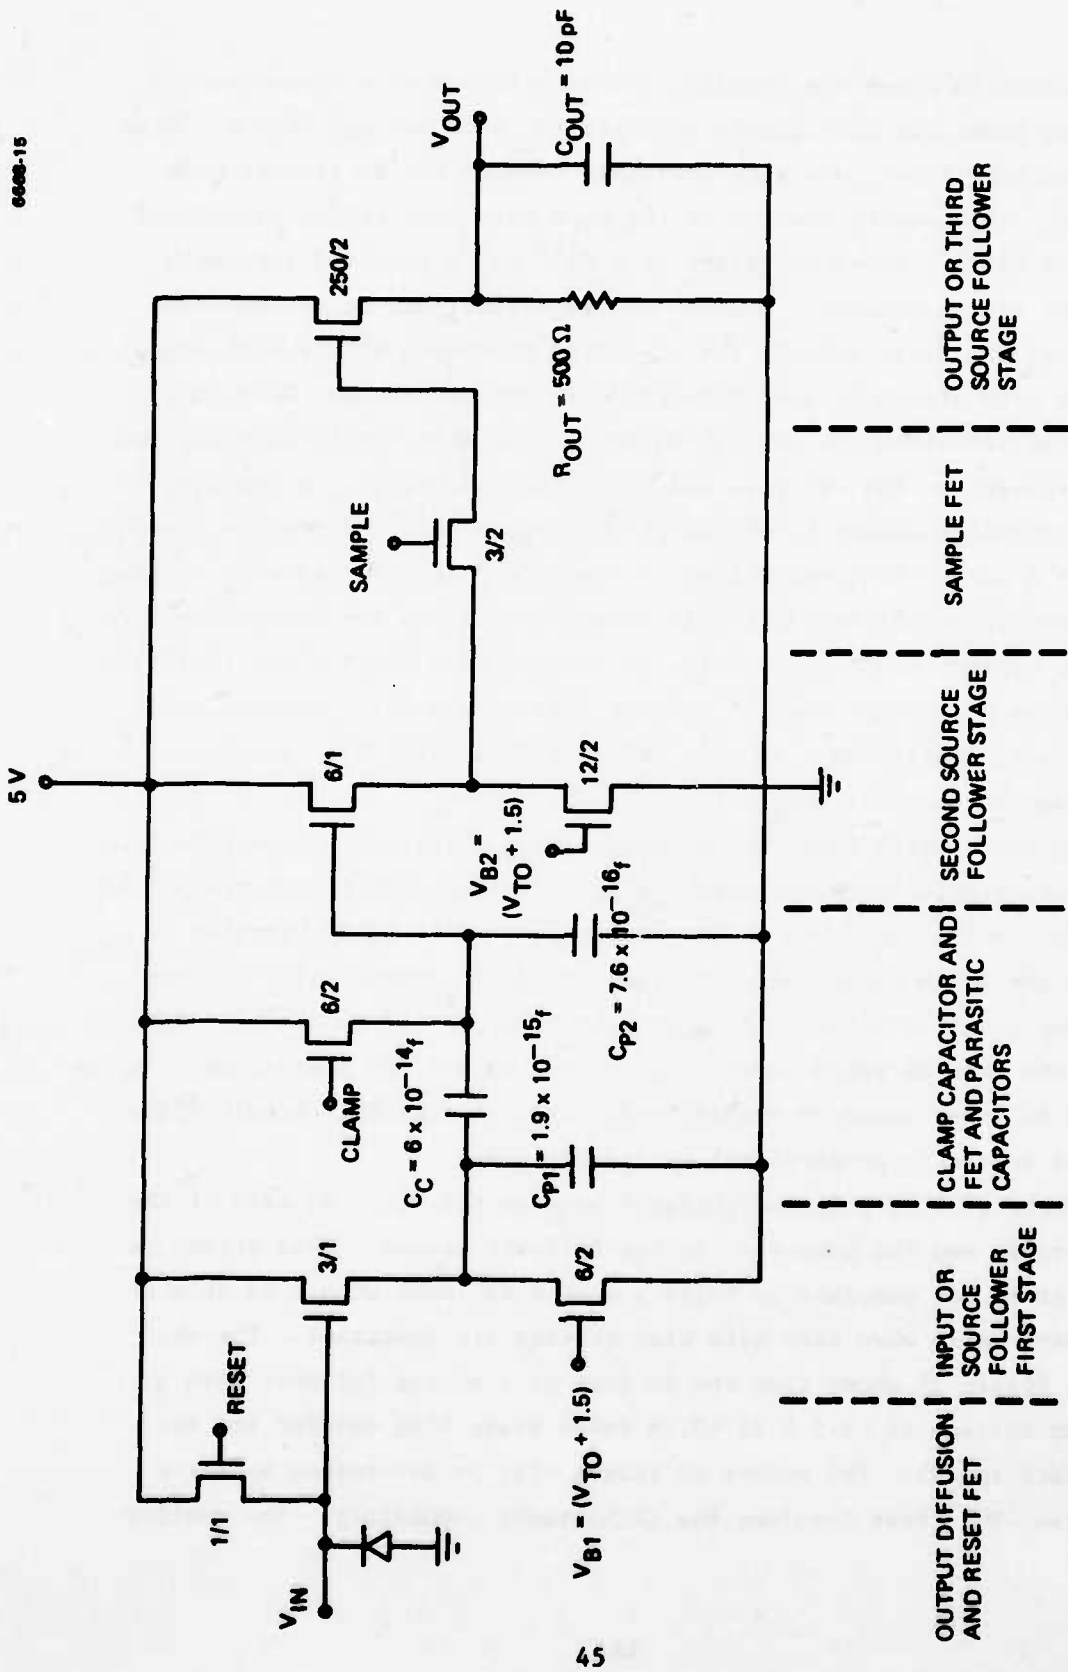 6668-15
5 V
RESET
1/1
V_IN
3/1
V_B1 = (V_TO + 1.5)
6/2
CLAMP
6/2
C_C = 6 x 10^-14 f
C_P1 = 1.9 x 10^-15 f
C_P2 = 7.6 x 10^-16 f
6/1
V_B2 =
(V_TO + 1.5)
12/2
SAMPLE
3/2
250/2
R_OUT = 500 Ω
V_OUT
C_OUT = 10 pF
OUTPUT DIFFUSION
AND RESET FET
INPUT OR
SOURCE
FOLLOWER
FIRST STAGE
CLAMP CAPACITOR AND
FET AND PARASITIC
CAPACITORS
SECOND SOURCE
FOLLOWER STAGE
SAMPLE FET
OUTPUT OR THIRD
SOURCE FOLLOWER
STAGE
45